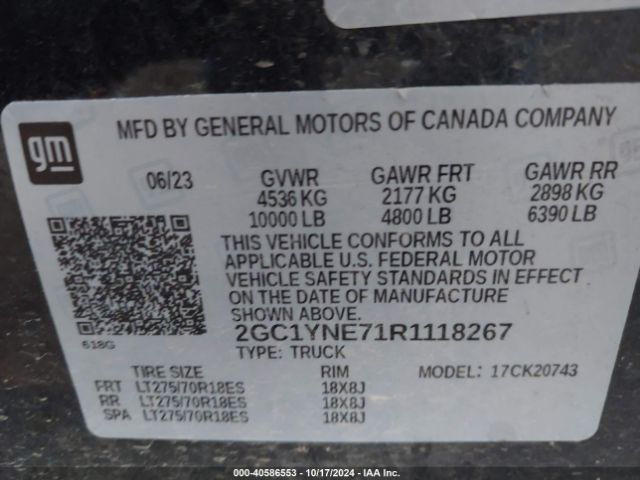 gm
MFD BY GENERAL MOTORS OF CANADA COMPANY
06/23 GVWR GAWR FRT GAWR RR
4536 KG 2177 KG 2898 KG
10000 LB 4800 LB 6390 LB
THIS VEHICLE CONFORMS TO ALL
APPLICABLE U.S. FEDERAL MOTOR
VEHICLE SAFETY STANDARDS IN EFFECT
ON THE DATE OF MANUFACTURE
SHOWN ABOVE.
618G 2GC1YNE71R1118267
TYPE: TRUCK
TIRE SIZE RIM MODEL: 17CK20743
FRT LT275/70R18ES 18X8J
RR LT275/70R18ES 18X8J
SPA LT275/70R18ES 18X8J
000-40586553 - 10/17/2024 - IAA Inc.